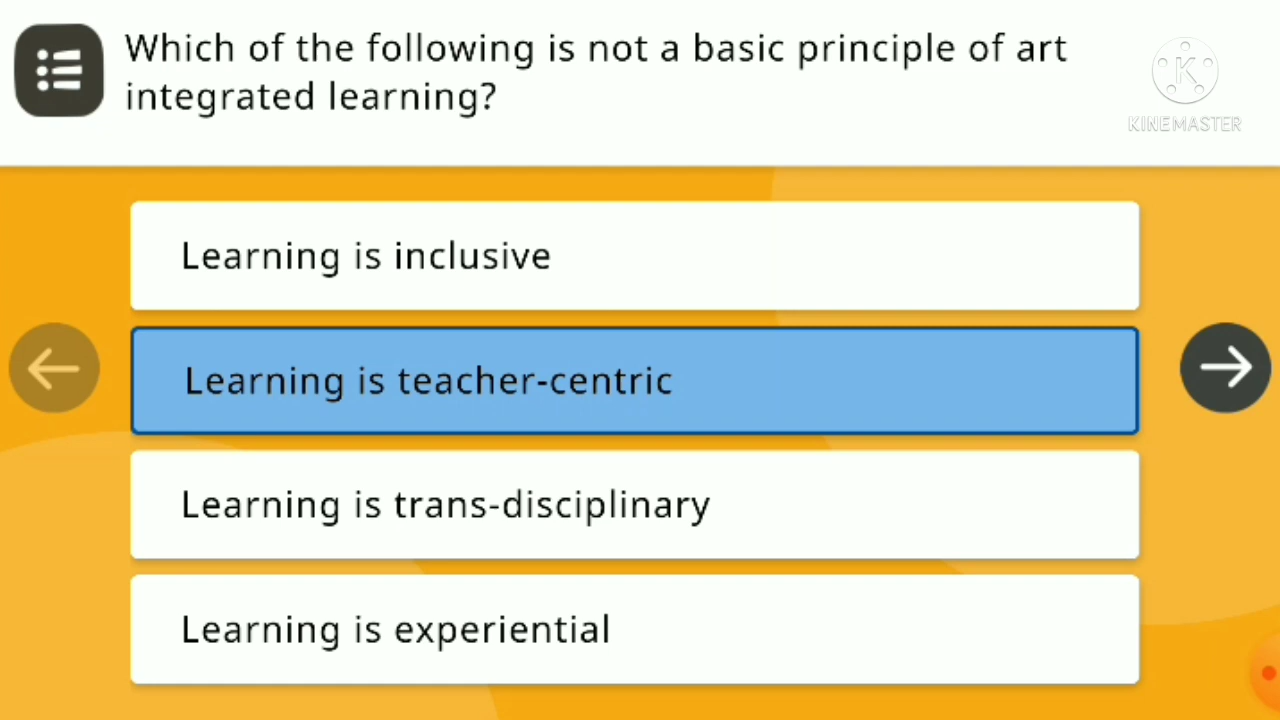 Which of the following is not a basic principle of art
integrated learning?
K
KINEMASTER
Learning is inclusive
Learning is teacher-centric
Learning is trans-disciplinary
Learning is experiential